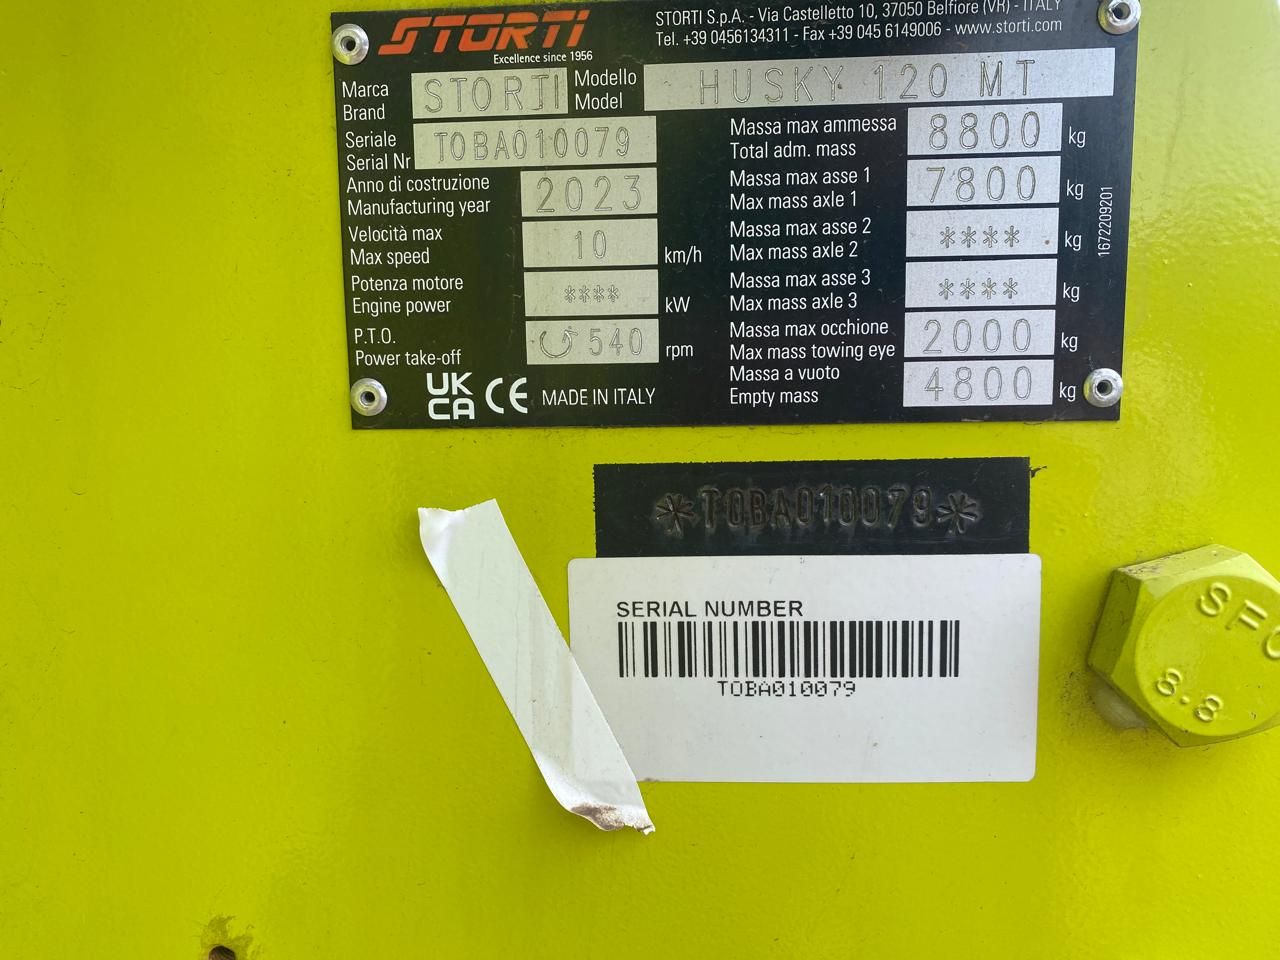 STORTI
Excellence since 1956
STORTI S.p.A. - Via Castelletto 10, 37050 Belfiore (VR) - ITALY
Tel. +39 0456134311 - Fax +39 045 6149006 - www.storti.com
Marca
Brand
STORTI
Modello
Model
HUSKY 120 MT
Seriale
Serial Nr
TOBA010079
Anno di costruzione
Manufacturing year
2023
Velocità max
Max speed
10 km/h
Potenza motore
Engine power
**** kW
P.T.O.
Power take-off
540 rpm
UK
CA
CE
MADE IN ITALY
Massa max ammessa
Total adm. mass
8800 kg
Massa max asse 1
Max mass axle 1
7800 kg
Massa max asse 2
Max mass axle 2
**** kg
Massa max asse 3
Max mass axle 3
**** kg
Massa max occhione
Max mass towing eye
2000 kg
Massa a vuoto
Empty mass
4800 kg
1672209201
*TOBA010079*
SERIAL NUMBER
TOBA010079
8.8